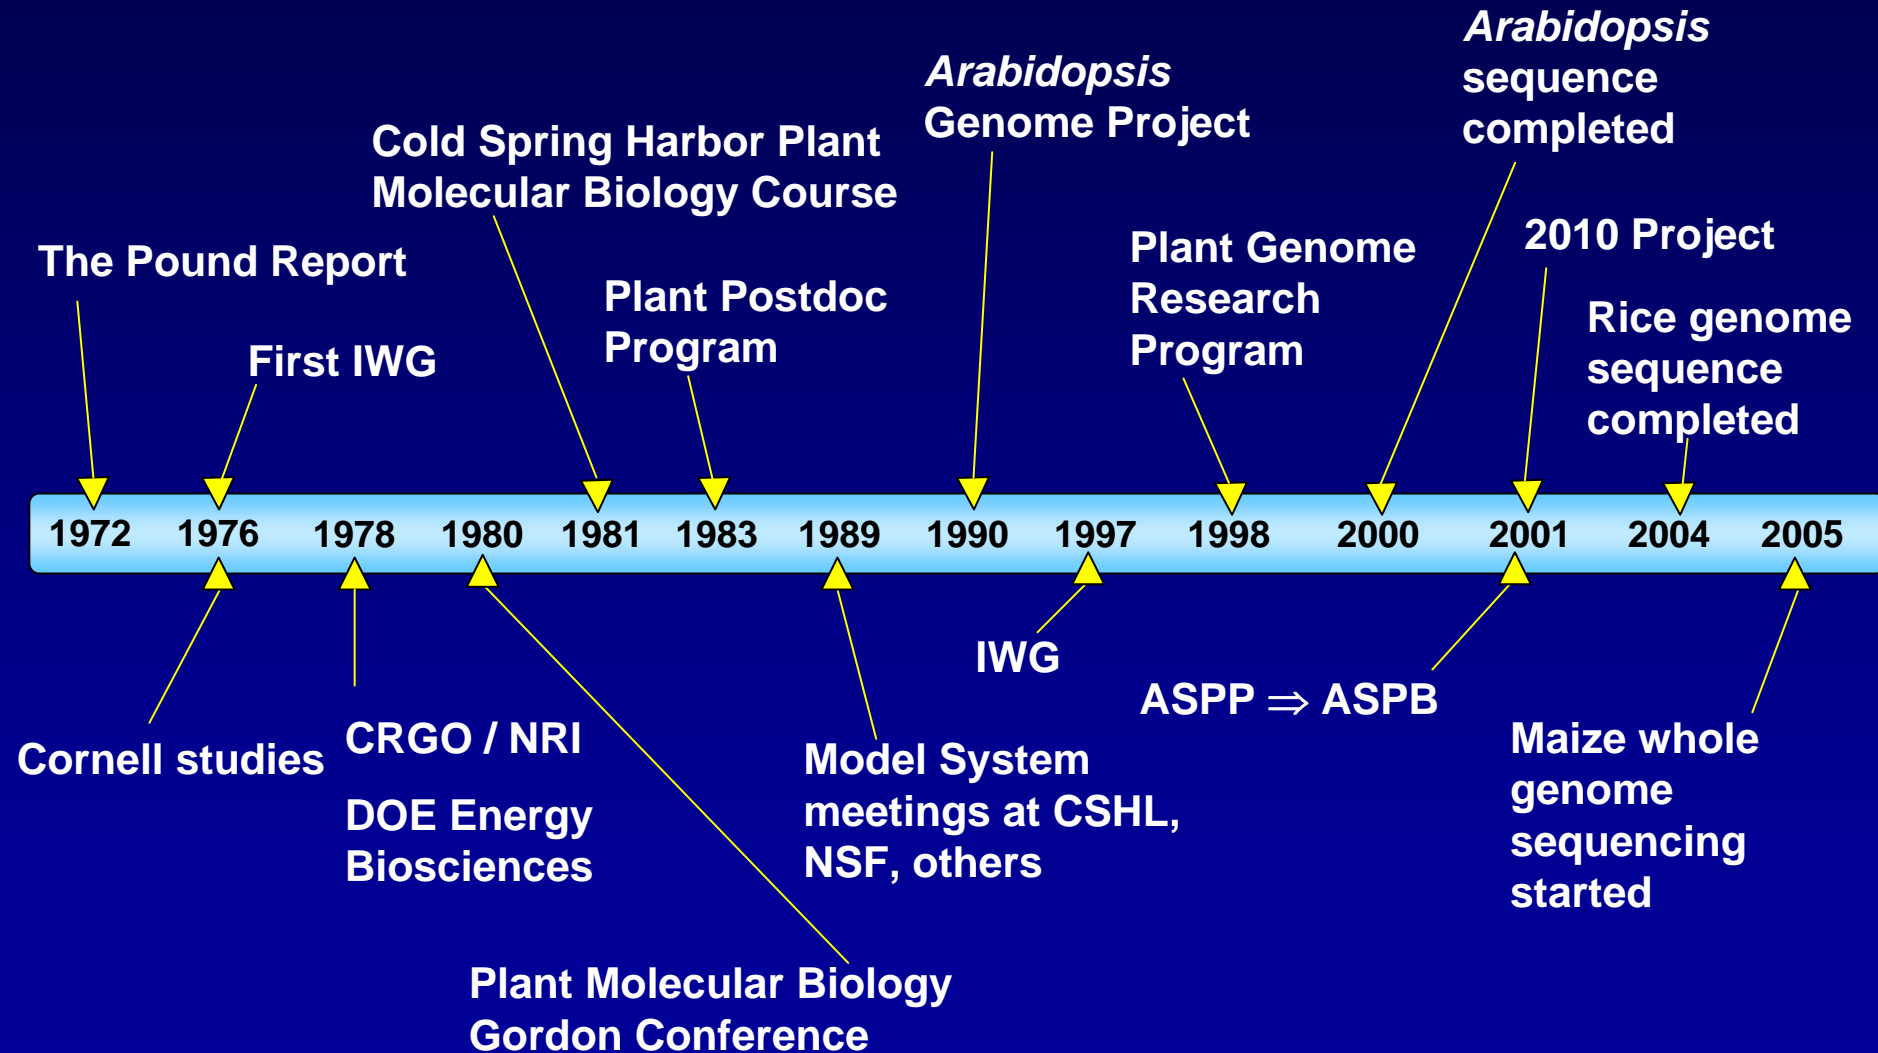 Arabidopsis
sequence
completed
Arabidopsis
Genome Project
Cold Spring Harbor Plant
Molecular Biology Course
The Pound Report
First IWG
Plant Postdoc
Program
Plant Genome
Research
Program
2010 Project
Rice genome
sequence
completed
1972 1976 1978 1980 1981 1983 1989 1990 1997 1998 2000 2001 2004 2005
Cornell studies
CRGO / NRI
DOE Energy
Biosciences
Plant Molecular Biology
Gordon Conference
Model System
meetings at CSHL,
NSF, others
IWG
ASPP ⇒ ASPB
Maize whole
genome
sequencing
started